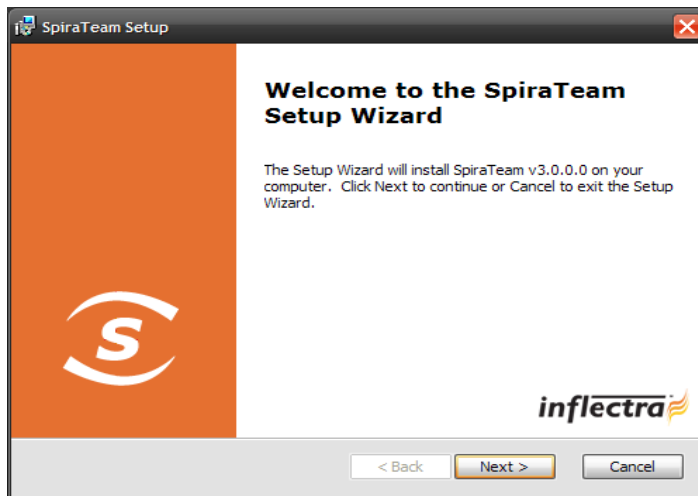 SpiraTeam Setup
Welcome to the SpiraTeam
Setup Wizard
The Setup Wizard will install SpiraTeam v3.0.0.0 on your
computer. Click Next to continue or Cancel to exit the Setup
Wizard.
S
inflectra
< Back
Next >
Cancel